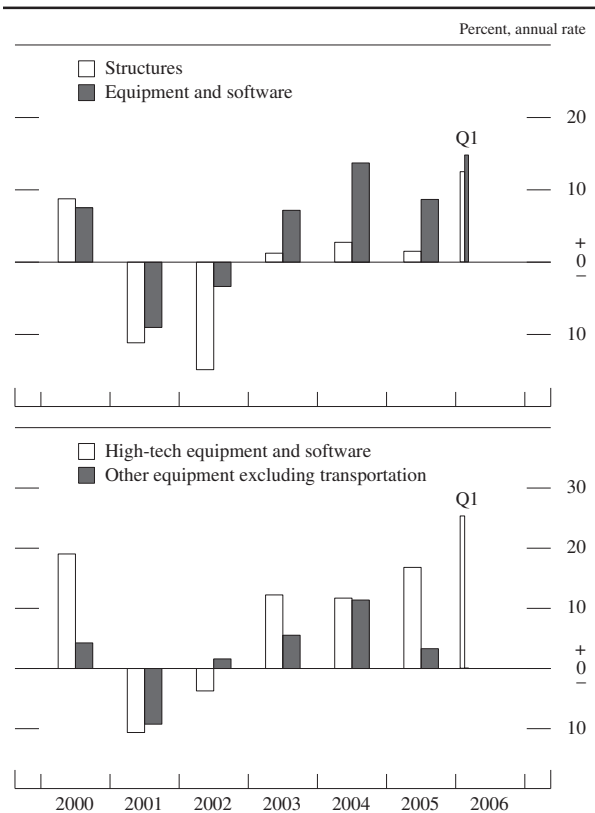 Percent, annual rate
Structures
Equipment and software
20
Q1
10
+
0
–
10
High-tech equipment and software
Other equipment excluding transportation
30
Q1
20
10
+
0
–
10
2000 2001 2002 2003 2004 2005 2006